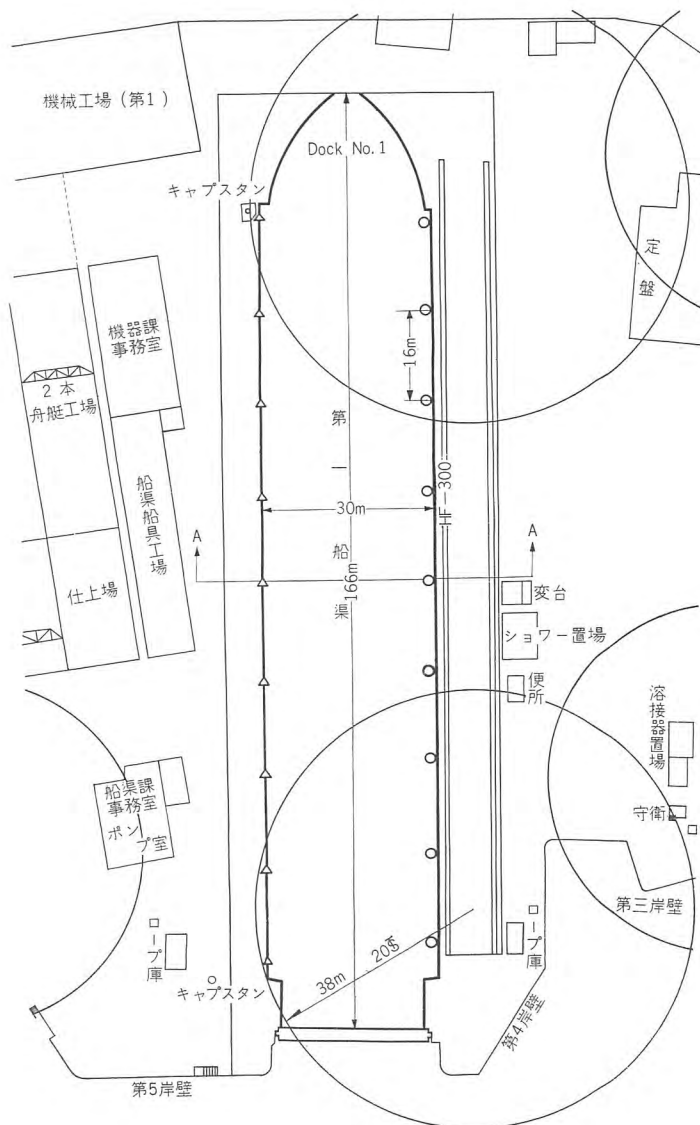 機械工場(第1)
Dock No.1
キャプスタン
定盤
機器課
事務室
16m
2本
舟艇工場
第一船渠
船渠船具工場
HF-300
30m
A
A
166m
仕上場
変台
ショワー置場
便所
溶接器置場
船渠課
事務室
ポンプ室
守衛
第三岸壁
ロープ庫
ロープ庫
38m
キャプスタン
第4岸壁
第5岸壁